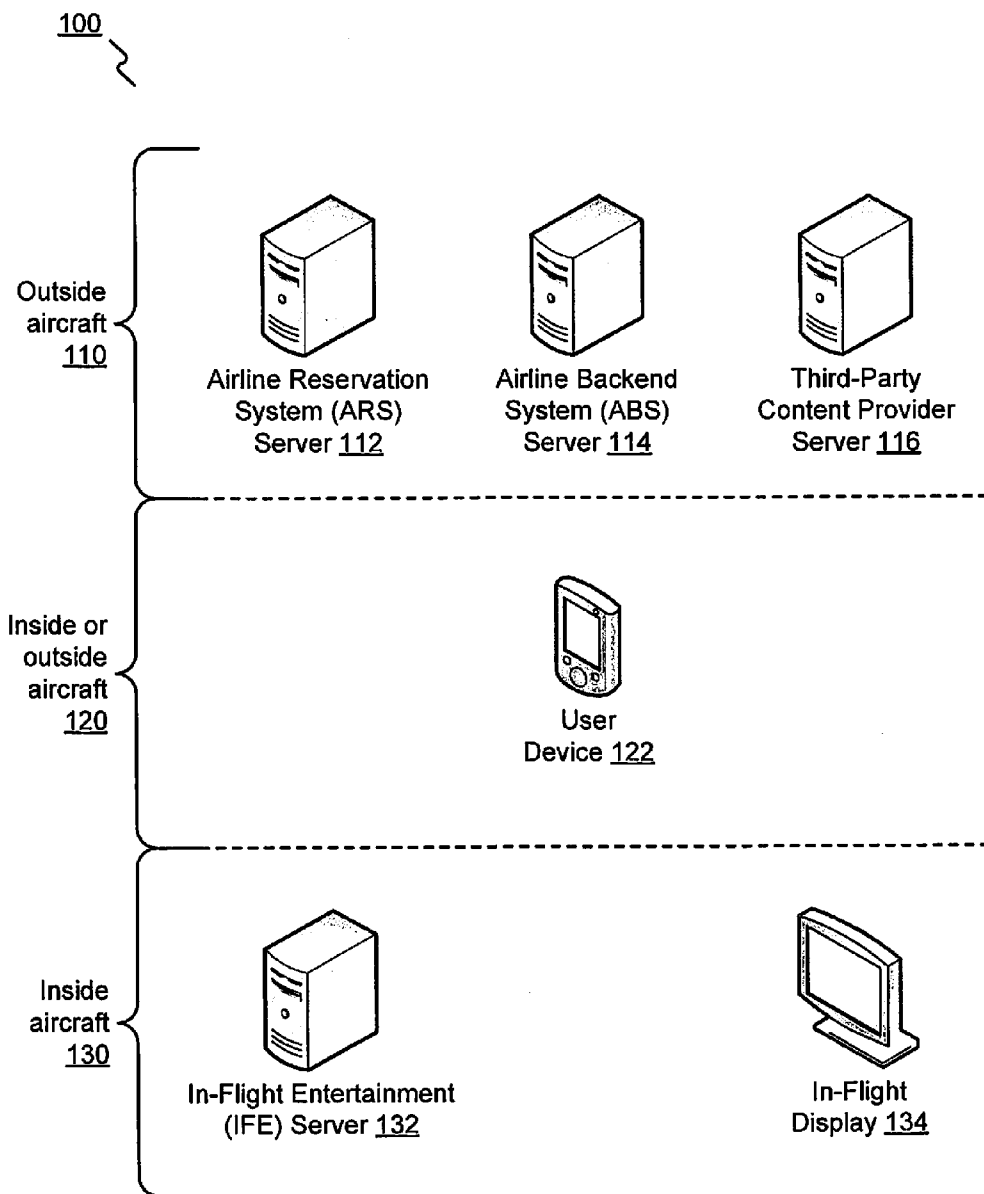 100
Outside
aircraft
110
Airline Reservation
System (ARS)
Server 112
Airline Backend
System (ABS)
Server 114
Third-Party
Content Provider
Server 116
Inside or
outside
aircraft
120
User
Device 122
Inside
aircraft
130
In-Flight Entertainment
(IFE) Server 132
In-Flight
Display 134